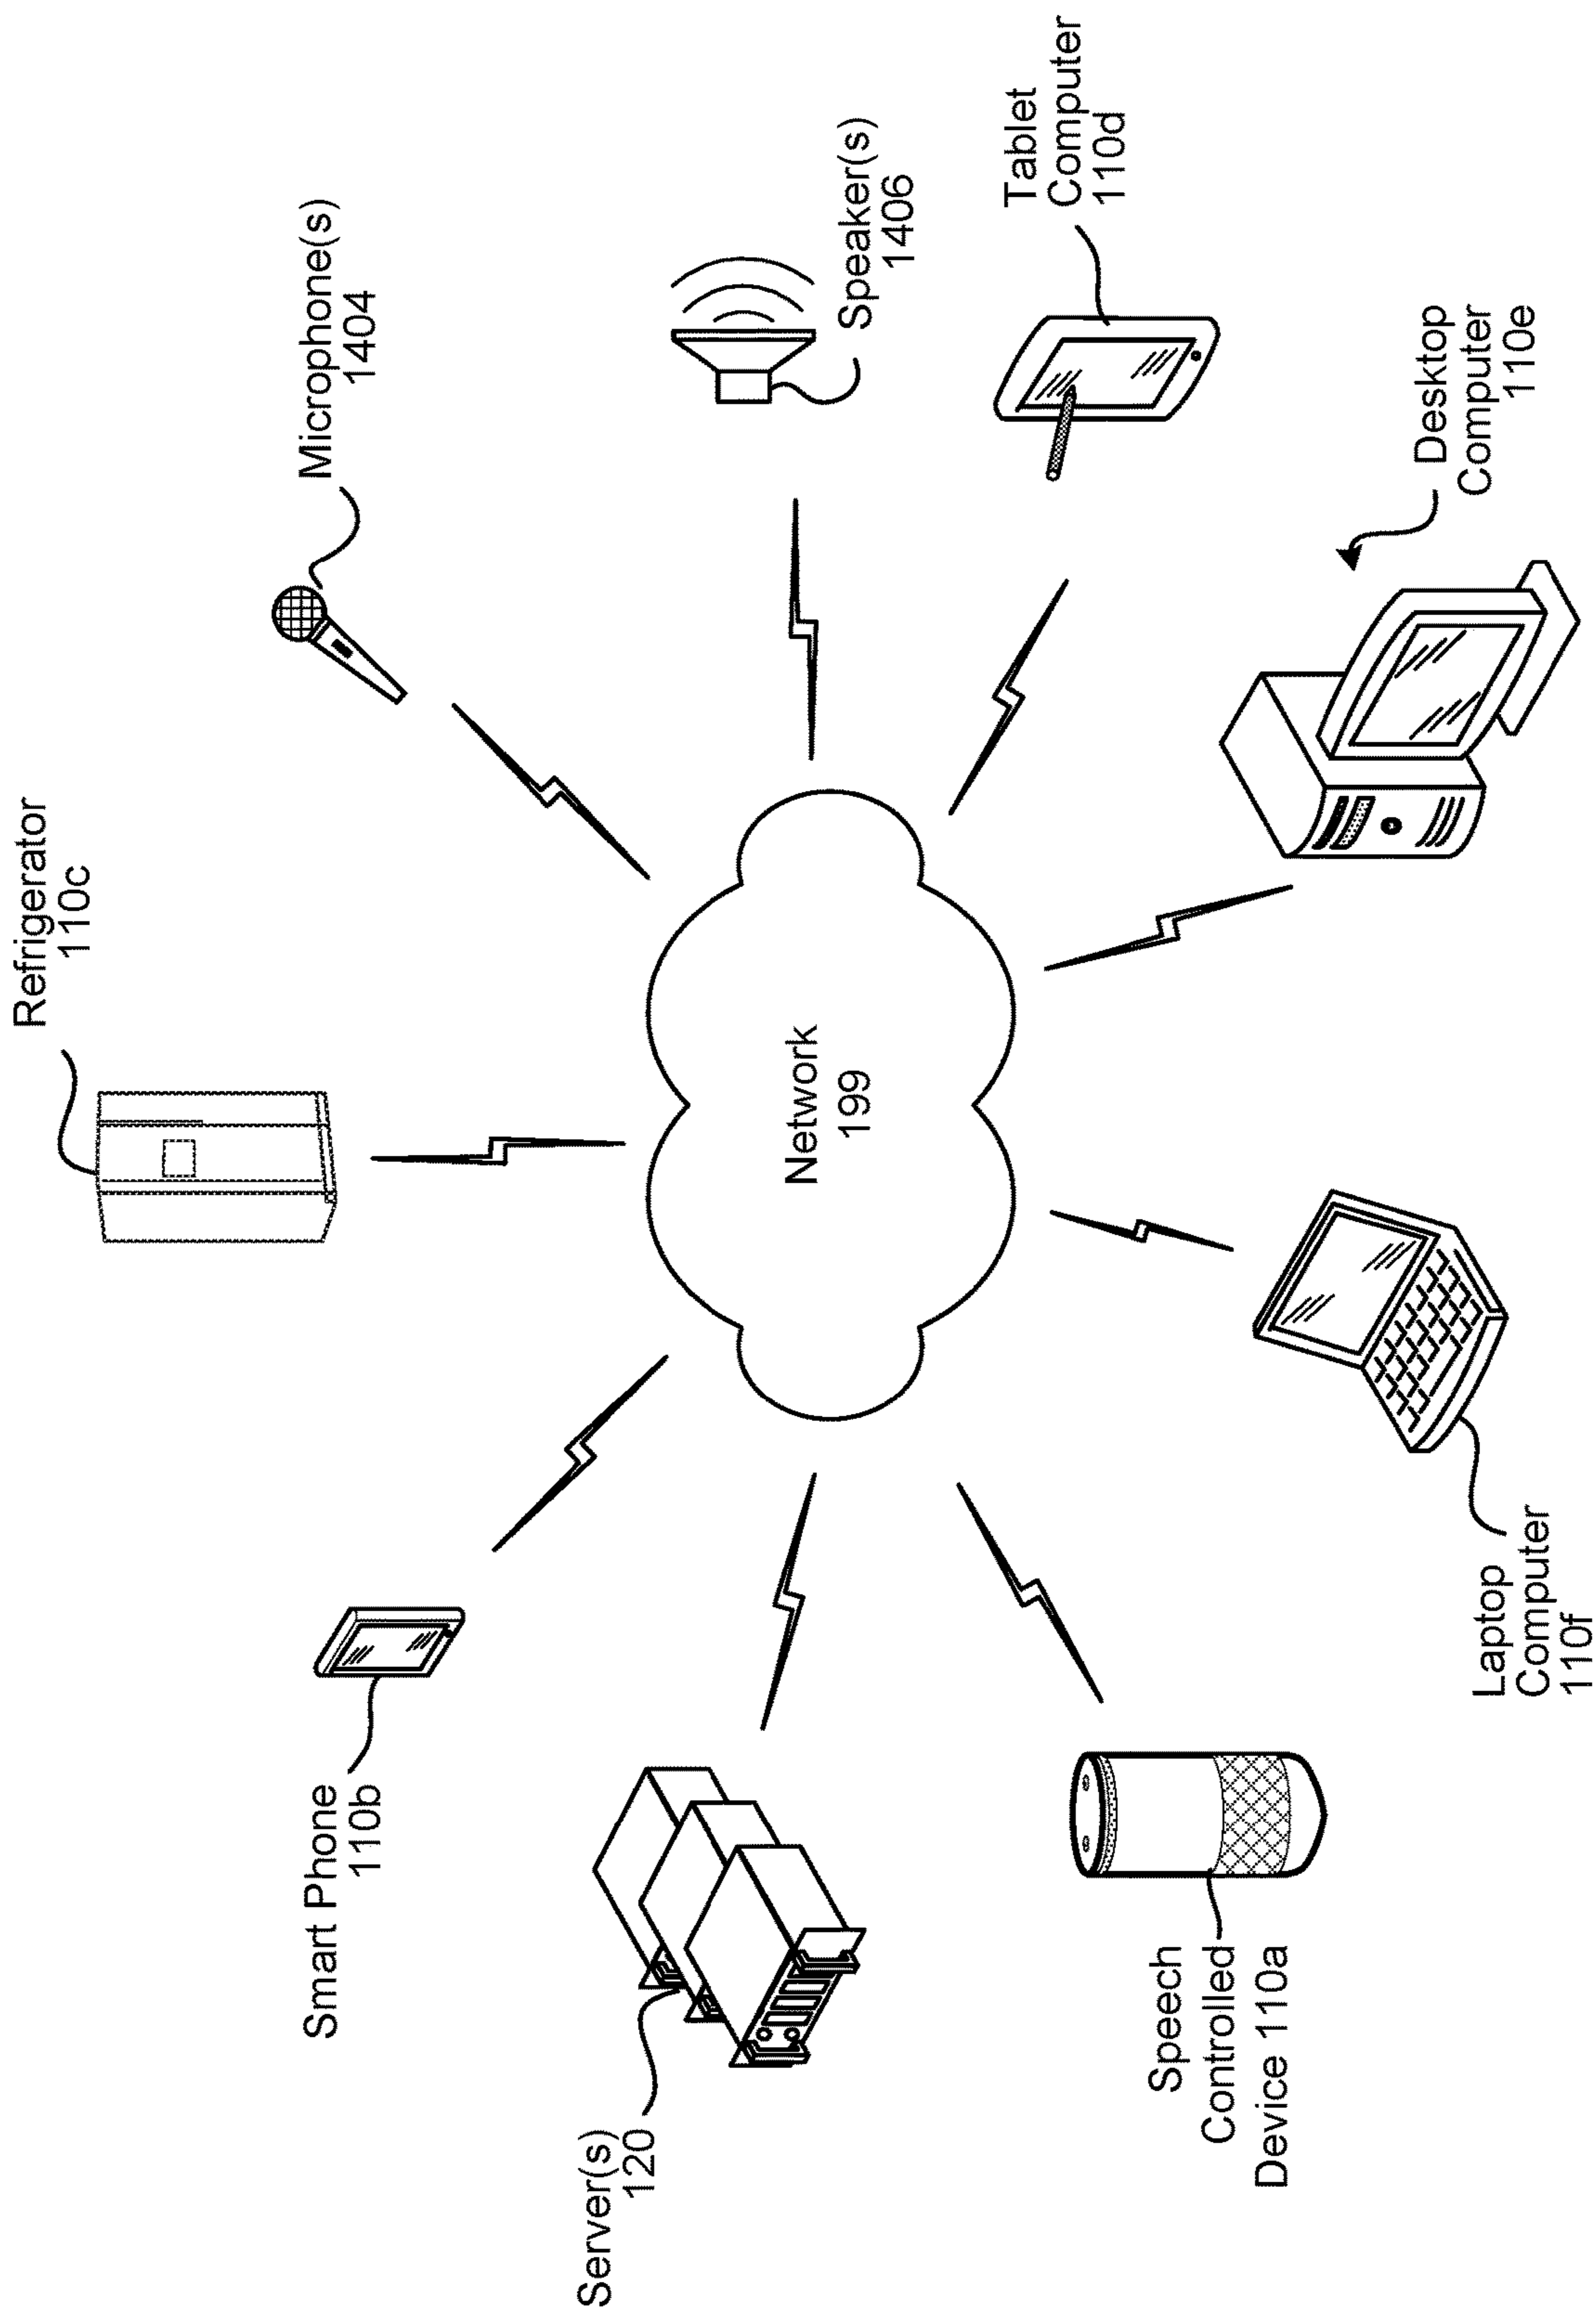 Refrigerator
110c
Microphone(s)
1404
Smart Phone
110b
Speaker(s)
1406
Server(s)
120
Network
199
Tablet
Computer
110d
Speech
Controlled
Device 110a
Desktop
Computer
110e
Laptop
Computer
110f